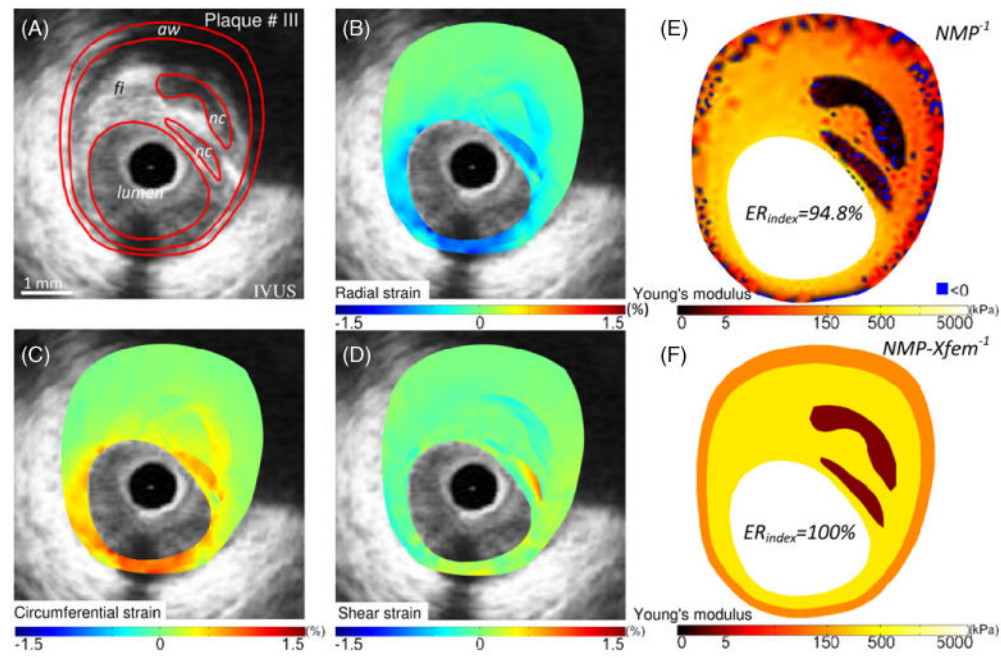 (A)
Plaque # III
aw
fi
nc
nc
lumen
1 mm
IVUS
(B)
Radial strain
(%)
-1.5
0
1.5
(E)
NMP-1
ERindex=94.8%
<0
Young's modulus
(kPa)
0
5
150
500
5000
(C)
Circumferential strain
(%)
-1.5
0
1.5
(D)
Shear strain
(%)
-1.5
0
1.5
(F)
NMP-Xfem-1
ERindex=100%
Young's modulus
(kPa)
0
5
150
500
5000